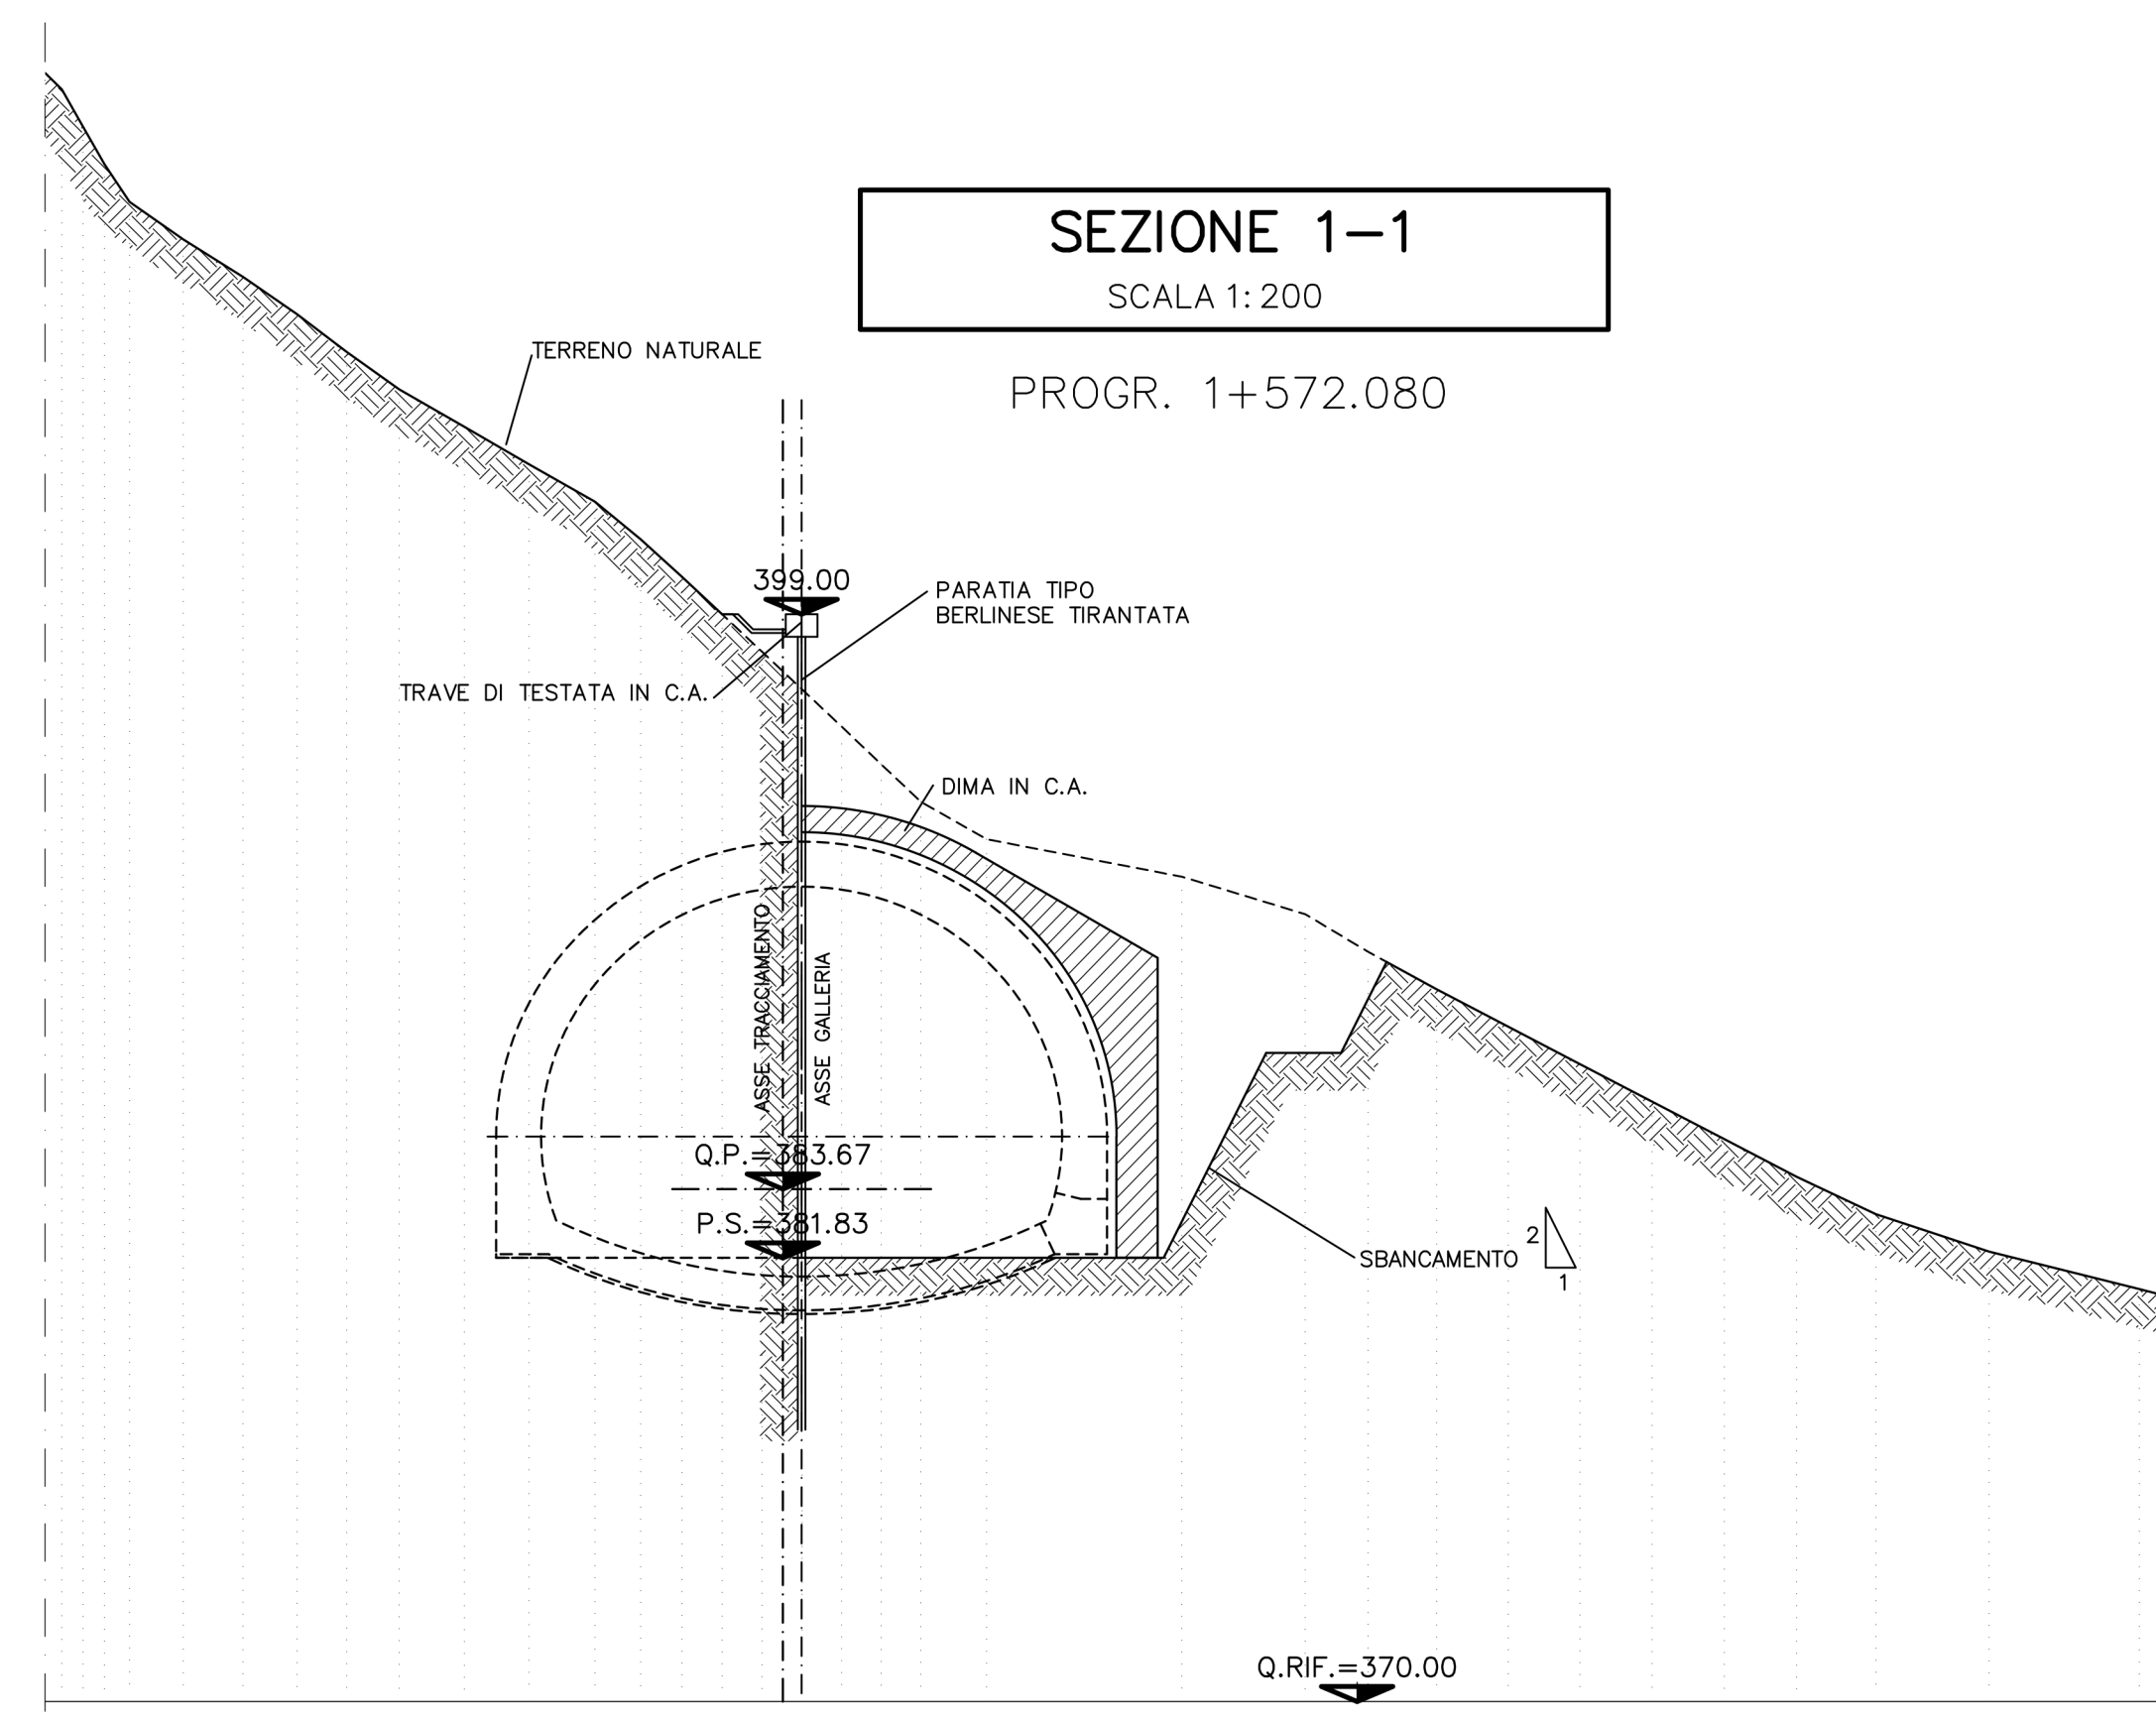 SEZIONE 1-1
SCALA 1:200
PROGR. 1+572.080
TERRENO NATURALE
399.00
PARATIA TIPO
BERLINESE TIRANTATA
TRAVE DI TESTATA IN C.A.
DIMA IN C.A.
ASSE TRACCIAMENTO
ASSE GALLERIA
Q.P.=383.67
P.S.=381.83
SBANCAMENTO
2
1
Q.RIF.=370.00